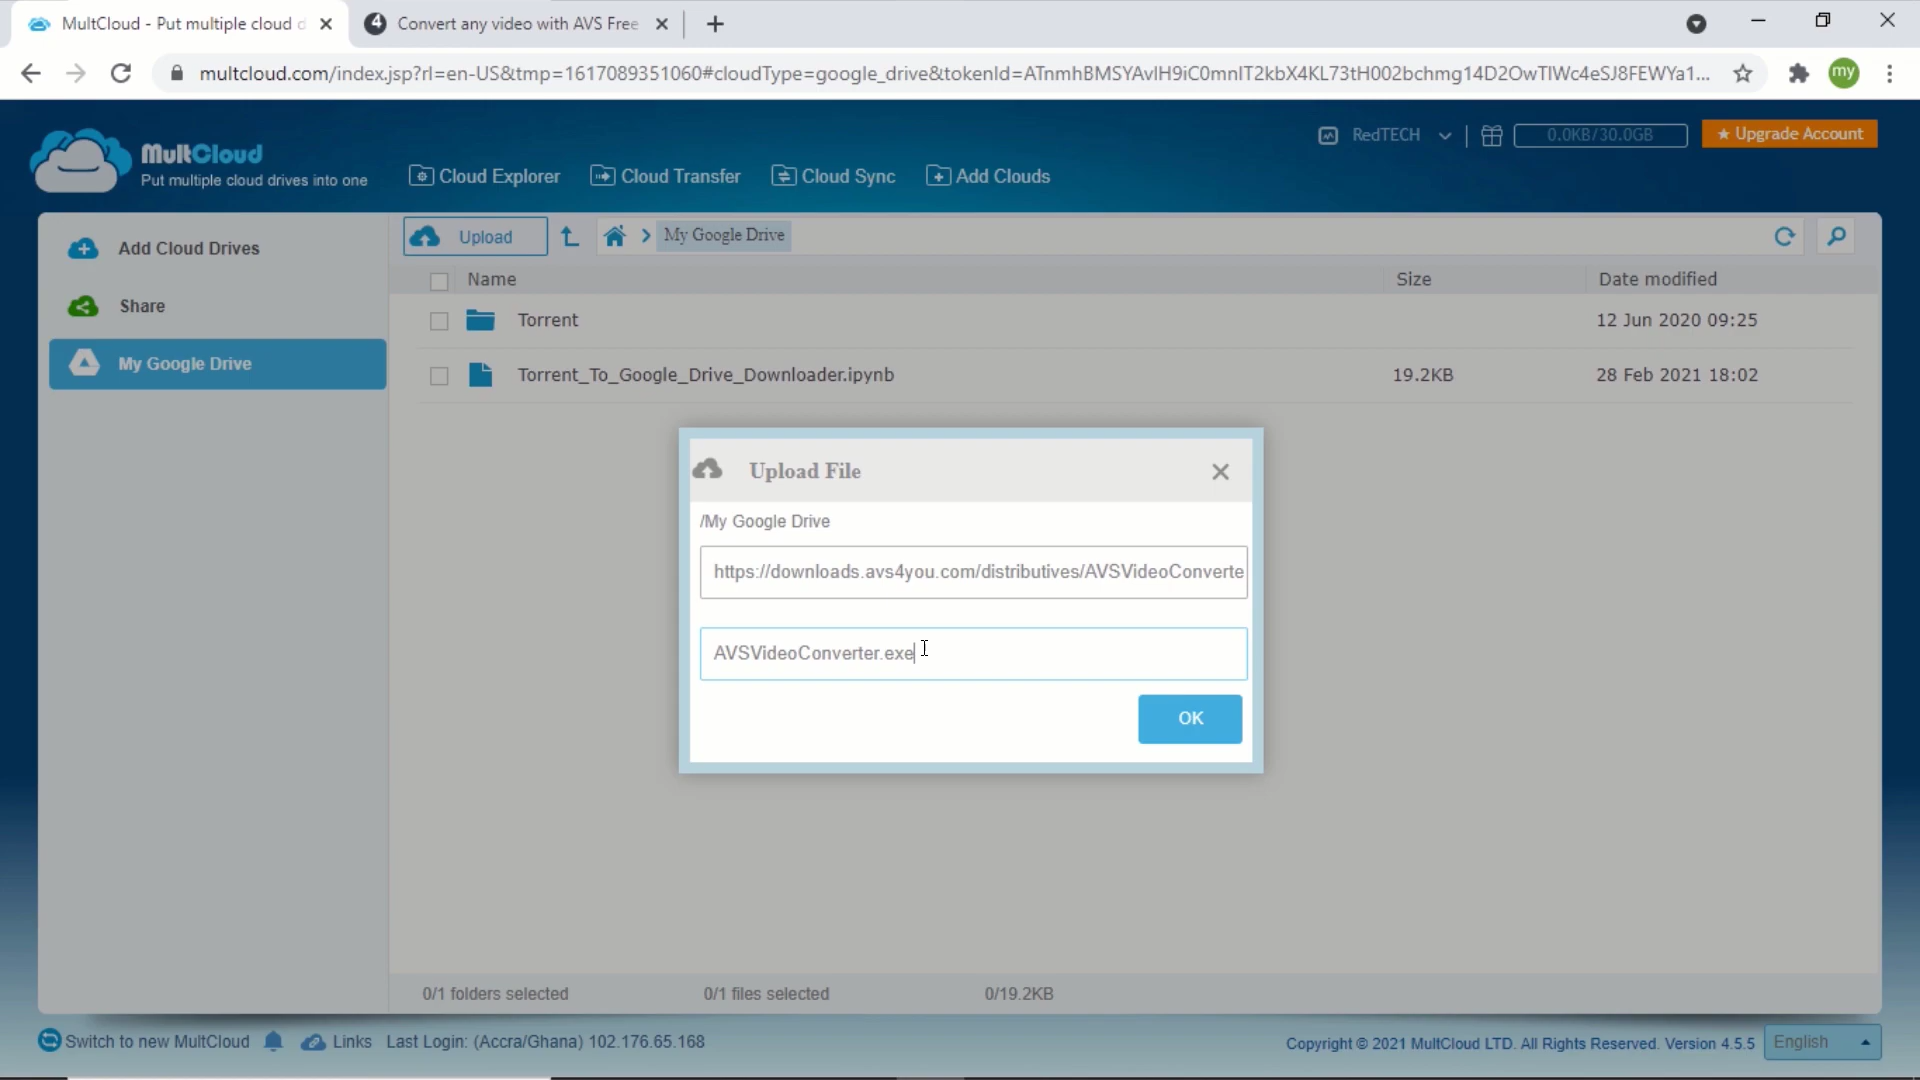 MultCloud - Put multiple cloud d
Convert any video with AVS Free
multcloud.com/index.jsp?rl=en-US&tmp=1617089351060#cloudType=google_drive&tokenId=ATnmhBMSYAvlH9iC0mnIT2kbX4KL73tH002bchmg14D2OwTlWc4eSJ8FEWYa1...
my
MultCloud
Put multiple cloud drives into one
Cloud Explorer
Cloud Transfer
Cloud Sync
Add Clouds
RedTECH
0.0KB/30.0GB
Upgrade Account
Add Cloud Drives
Share
My Google Drive
Upload
My Google Drive
Name
Size
Date modified
Torrent
12 Jun 2020 09:25
Torrent_To_Google_Drive_Downloader.ipynb
19.2KB
28 Feb 2021 18:02
Upload File
/My Google Drive
https://downloads.avs4you.com/distributives/AVSVideoConverte
AVSVideoConverter.exe
OK
0/1 folders selected
0/1 files selected
0/19.2KB
Switch to new MultCloud
Links
Last Login: (Accra/Ghana) 102.176.65.168
Copyright © 2021 MultCloud LTD. All Rights Reserved. Version 4.5.5
English